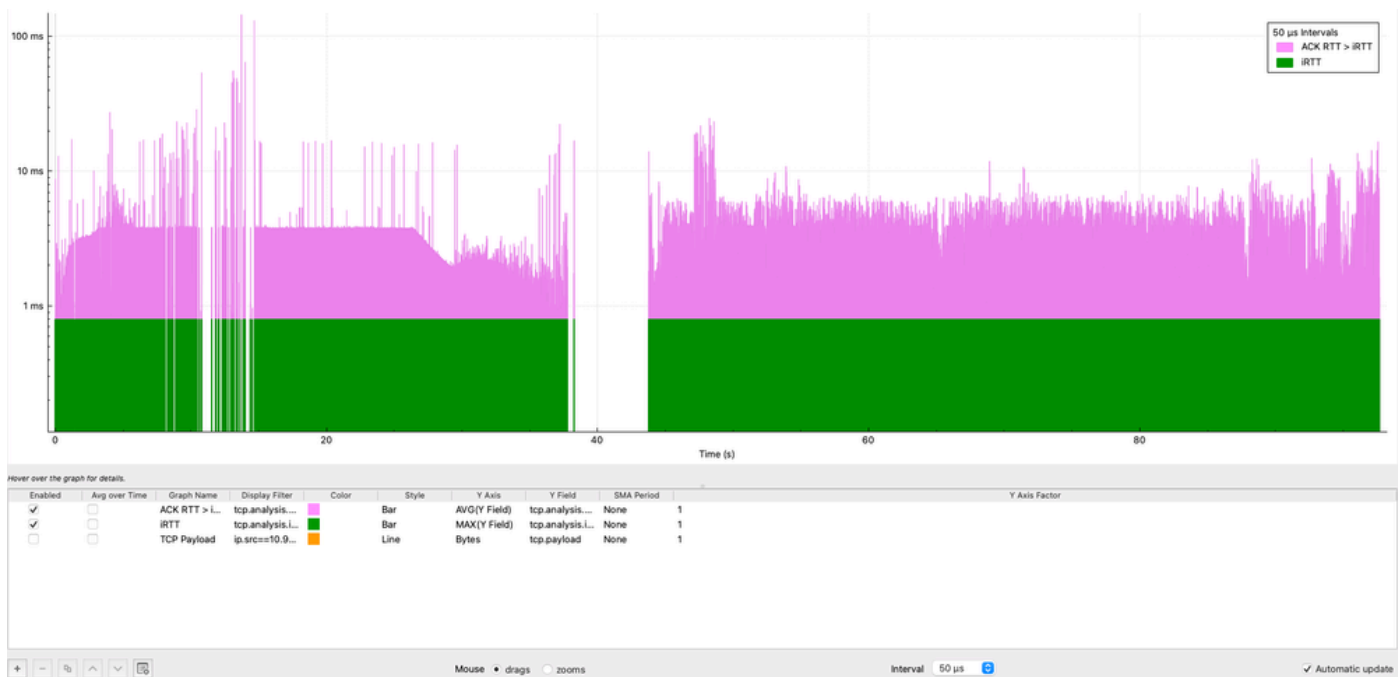 100 ms
10 ms
1 ms
50 µs Intervals
ACK RTT > iRTT
iRTT
0 20 40 60 80
Time (s)
Hover over the graph for details.
Enabled Avg over Time Graph Name Display Filter Color Style Y Axis Y Field SMA Period Y Axis Factor
ACK RTT > i... tcp.analysis.... Bar AVG(Y Field) tcp.analysis.... None 1
iRTT tcp.analysis.i... Bar MAX(Y Field) tcp.analysis.i... None 1
TCP Payload ip.src==10.9... Line Bytes tcp.payload None 1
Mouse drags zooms Interval 50 µs Automatic update